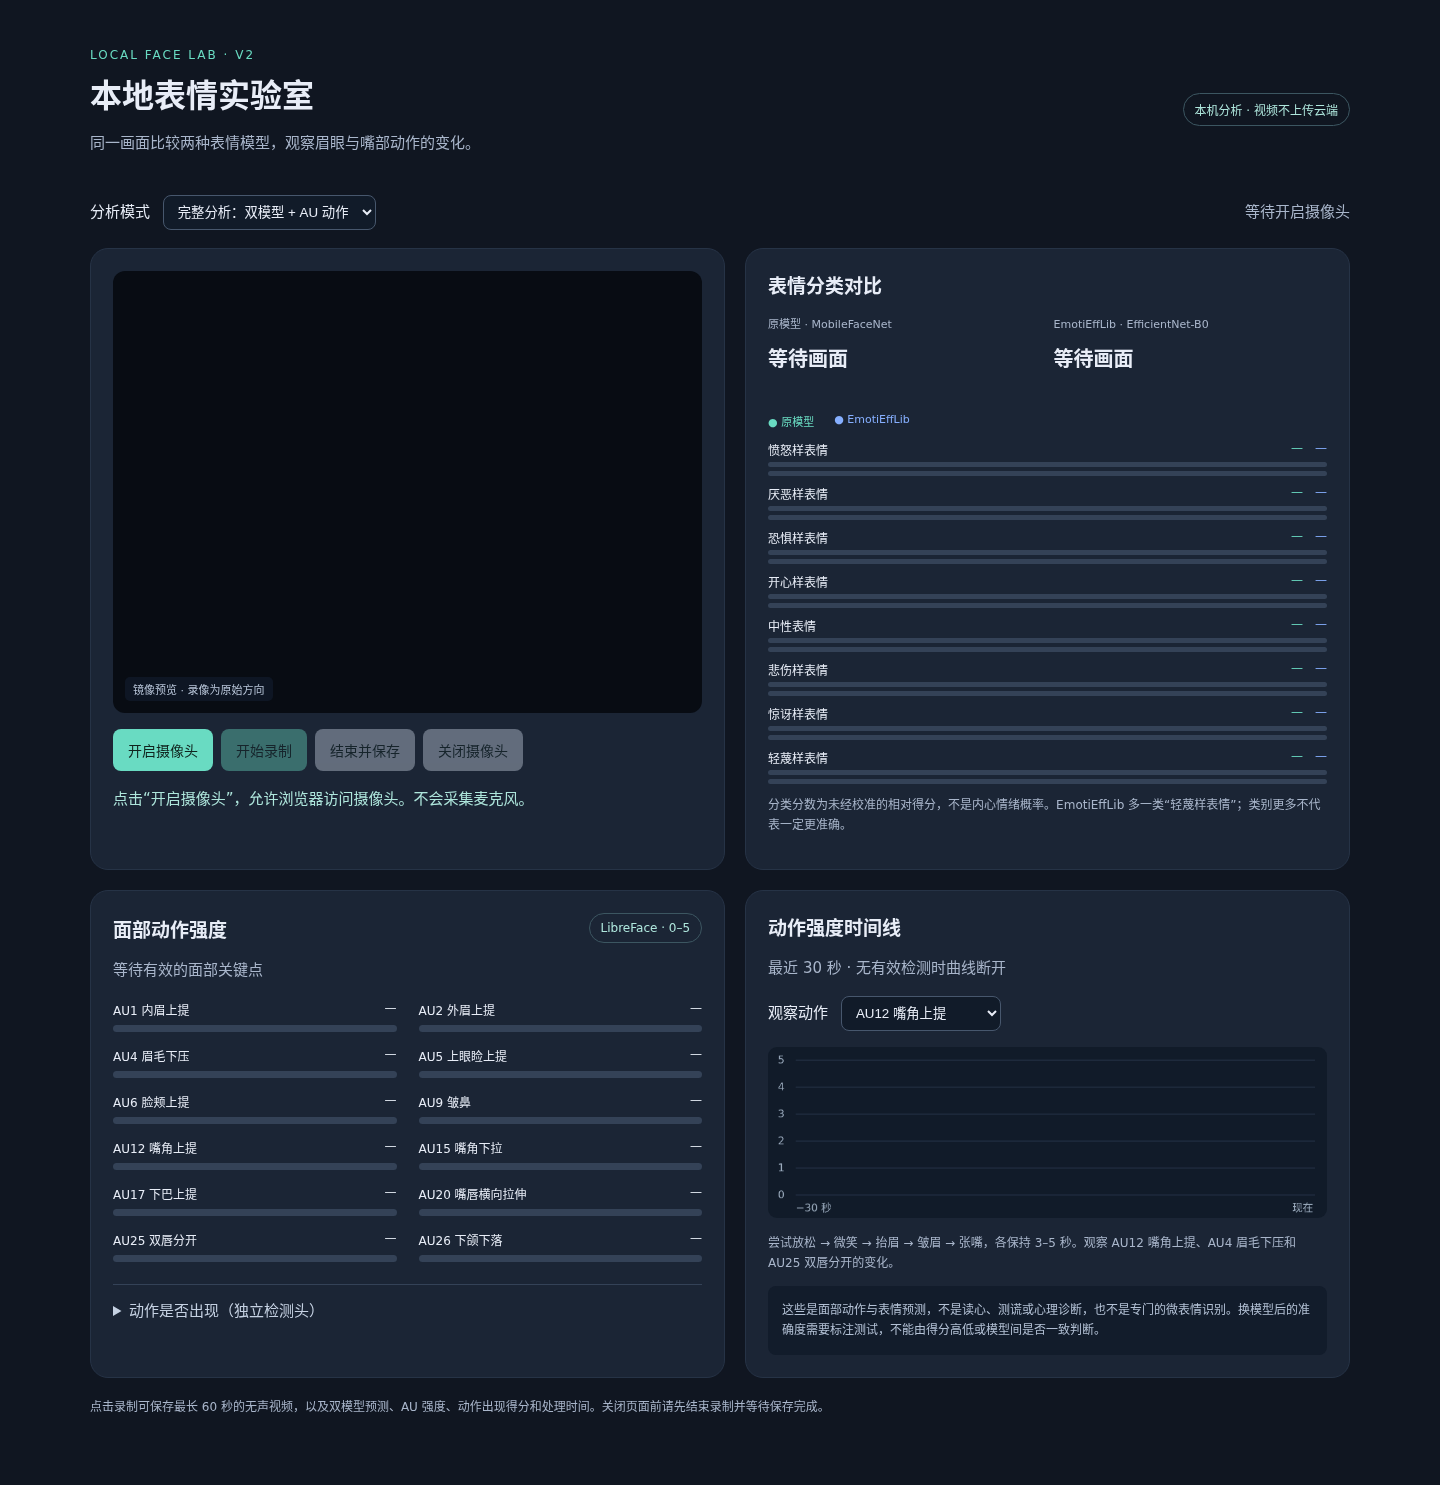 LOCAL FACE LAB · V2
本地表情实验室
同一画面比较两种表情模型，观察眉眼与嘴部动作的变化。
本机分析 · 视频不上传云端
分析模式
完整分析：双模型 + AU 动作
等待开启摄像头
镜像预览 · 录像为原始方向
开启摄像头
开始录制
结束并保存
关闭摄像头
点击“开启摄像头”，允许浏览器访问摄像头。不会采集麦克风。
表情分类对比
原模型 · MobileFaceNet
EmotiEffLib · EfficientNet-B0
等待画面
等待画面
● 原模型
● EmotiEffLib
愤怒样表情 — —
厌恶样表情 — —
恐惧样表情 — —
开心样表情 — —
中性表情 — —
悲伤样表情 — —
惊讶样表情 — —
轻蔑样表情 — —
分类分数为未经校准的相对得分，不是内心情绪概率。EmotiEffLib 多一类“轻蔑样表情”；类别更多不代
表一定更准确。
面部动作强度
LibreFace · 0–5
等待有效的面部关键点
AU1 内眉上提 —
AU2 外眉上提 —
AU4 眉毛下压 —
AU5 上眼睑上提 —
AU6 脸颊上提 —
AU9 皱鼻 —
AU12 嘴角上提 —
AU15 嘴角下拉 —
AU17 下巴上提 —
AU20 嘴唇横向拉伸 —
AU25 双唇分开 —
AU26 下颌下落 —
▶ 动作是否出现（独立检测头）
动作强度时间线
最近 30 秒 · 无有效检测时曲线断开
观察动作
AU12 嘴角上提
5
4
3
2
1
0
−30 秒
现在
尝试放松 → 微笑 → 抬眉 → 皱眉 → 张嘴，各保持 3–5 秒。观察 AU12 嘴角上提、AU4 眉毛下压和
AU25 双唇分开的变化。
这些是面部动作与表情预测，不是读心、测谎或心理诊断，也不是专门的微表情识别。换模型后的准
确度需要标注测试，不能由得分高低或模型间是否一致判断。
点击录制可保存最长 60 秒的无声视频，以及双模型预测、AU 强度、动作出现得分和处理时间。关闭页面前请先结束录制并等待保存完成。